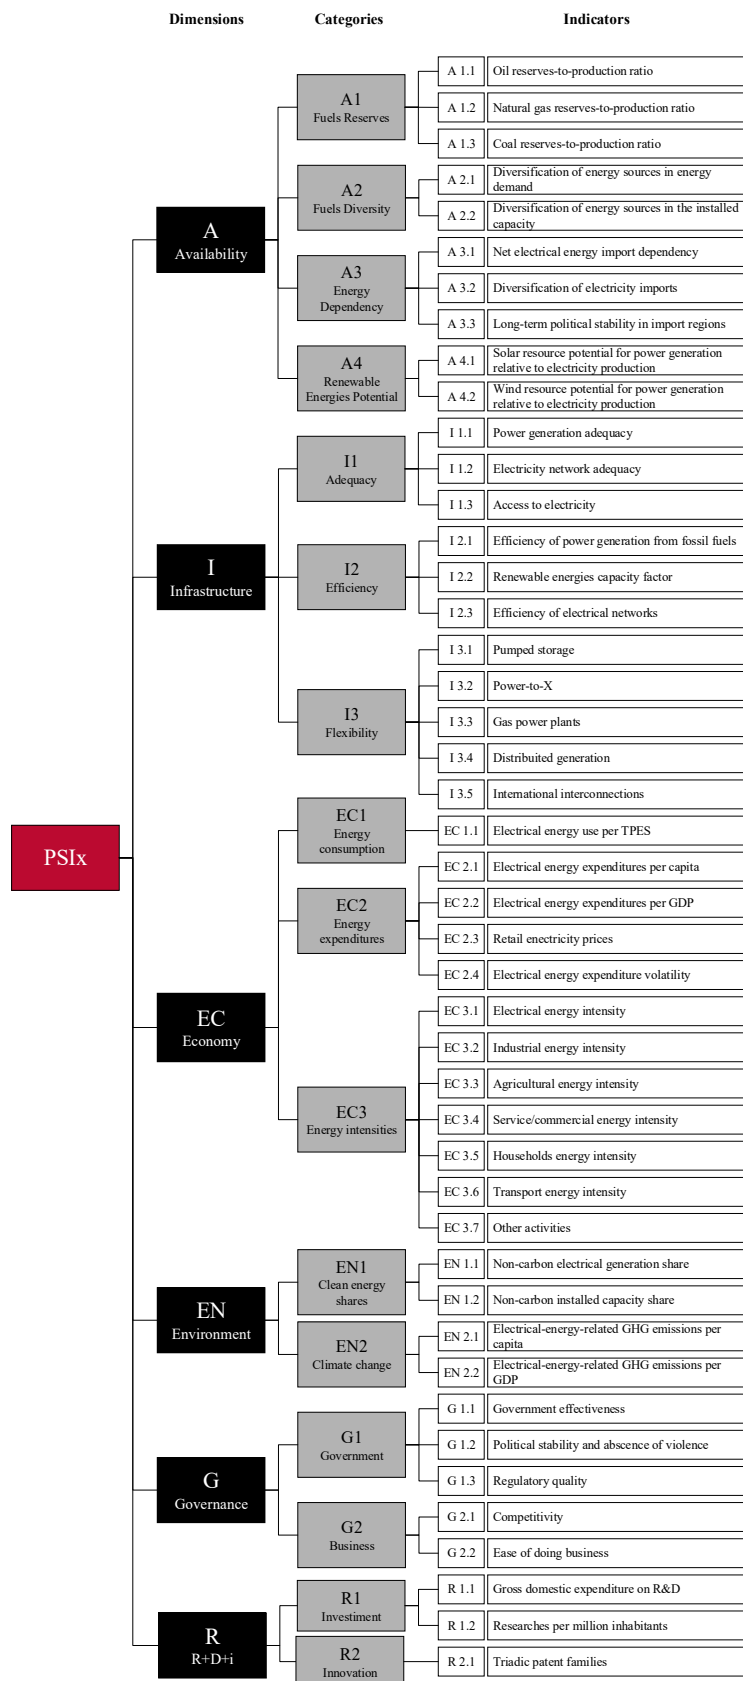 Dimensions
Categories
Indicators
PSIx
A
Availability
A1
Fuels Reserves
A 1.1
Oil reserves-to-production ratio
A 1.2
Natural gas reserves-to-production ratio
A 1.3
Coal reserves-to-production ratio
A2
Fuels Diversity
A 2.1
Diversification of energy sources in energy
demand
A 2.2
Diversification of energy sources in the installed
capacity
A3
Energy
Dependency
A 3.1
Net electrical energy import dependency
A 3.2
Diversification of electricity imports
A 3.3
Long-term political stability in import regions
A4
Renewable
Energies Potential
A 4.1
Solar resource potential for power generation
relative to electricity production
A 4.2
Wind resource potential for power generation
relative to electricity production
I
Infrastructure
I1
Adequacy
I 1.1
Power generation adequacy
I 1.2
Electricity network adequacy
I 1.3
Access to electricity
I2
Efficiency
I 2.1
Efficiency of power generation from fossil fuels
I 2.2
Renewable energies capacity factor
I 2.3
Efficiency of electrical networks
I3
Flexibility
I 3.1
Pumped storage
I 3.2
Power-to-X
I 3.3
Gas power plants
I 3.4
Distribuited generation
I 3.5
International interconnections
EC
Economy
EC1
Energy
consumption
EC 1.1
Electrical energy use per TPES
EC2
Energy
expenditures
EC 2.1
Electrical energy expenditures per capita
EC 2.2
Electrical energy expenditures per GDP
EC 2.3
Retail enectricity prices
EC 2.4
Electrical energy expenditure volatility
EC3
Energy intensities
EC 3.1
Electrical energy intensity
EC 3.2
Industrial energy intensity
EC 3.3
Agricultural energy intensity
EC 3.4
Service/commercial energy intensity
EC 3.5
Households energy intensity
EC 3.6
Transport energy intensity
EC 3.7
Other activities
EN
Environment
EN1
Clean energy
shares
EN 1.1
Non-carbon electrical generation share
EN 1.2
Non-carbon installed capacity share
EN2
Climate change
EN 2.1
Electrical-energy-related GHG emissions per
capita
EN 2.2
Electrical-energy-related GHG emissions per
GDP
G
Governance
G1
Government
G 1.1
Government effectiveness
G 1.2
Political stability and abscence of violence
G 1.3
Regulatory quality
G2
Business
G 2.1
Competitivity
G 2.2
Ease of doing business
R
R+D+i
R1
Investiment
R 1.1
Gross domestic expenditure on R&D
R 1.2
Researches per million inhabitants
R2
Innovation
R 2.1
Triadic patent families